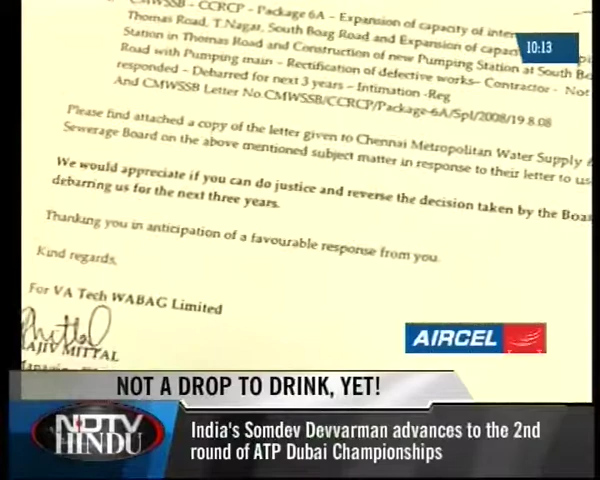 CMWSSB - CCRCP - Package 6A - Expansion of capacity of
Thomas Road, T.Nagar, South Boag Road and Expansion of
Station in Thomas Road and Construction of new Pumping Station at South
Road with Pumping main - Rectification of defective works- Contractor - Not
responded - Debarred for next 3 years - Intimation -Reg
And CMWSSB Letter No.CMWSSB/CCRCP/Package-6A/Spl/2008/19.8.08
10:13
Please find attached a copy of the letter given to Chennai Metropolitan Water Supply
Sewerage Board on the above mentioned subject matter in response to their letter to us
We would appreciate if you can do justice and reverse the decision taken by the
debarring us for the next three years.
Thanking you in anticipation of a favourable response from you.
Kind regards,
For VA Tech WABAG Limited
AJIV MITTAL
AIRCEL
NOT A DROP TO DRINK, YET!
NDTV
HINDU
India's Somdev Devvarman advances to the 2nd
round of ATP Dubai Championships